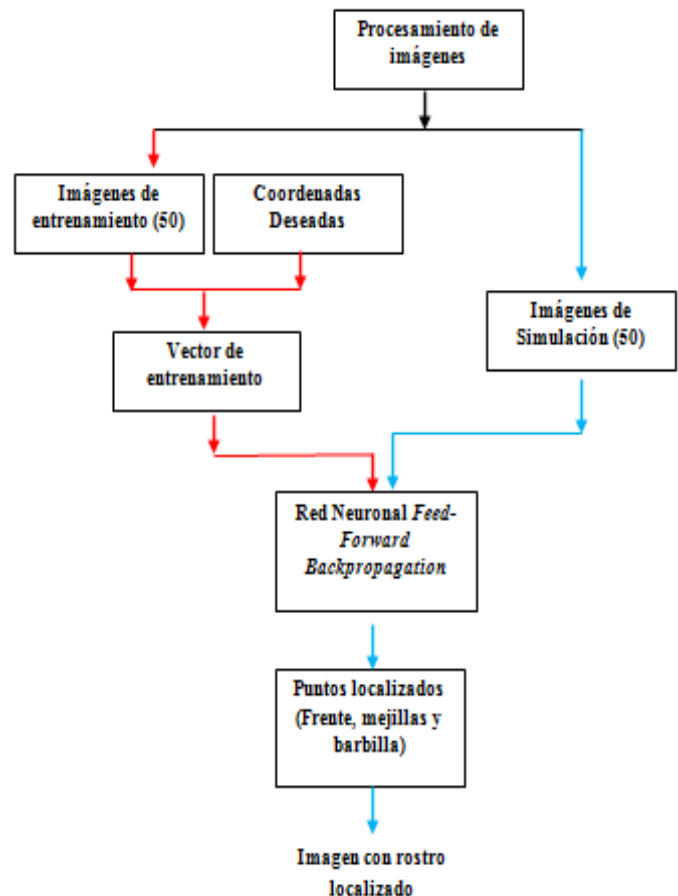 Procesamiento de
imágenes
Imágenes de
entrenamiento (50)
Coordenadas
Deseadas
Vector de
entrenamiento
Imágenes de
Simulación (50)
Red Neuronal Feed-
Forward
Backpropagation
Puntos localizados
(Frente, mejillas y
barbilla)
Imagen con rostro
localizado